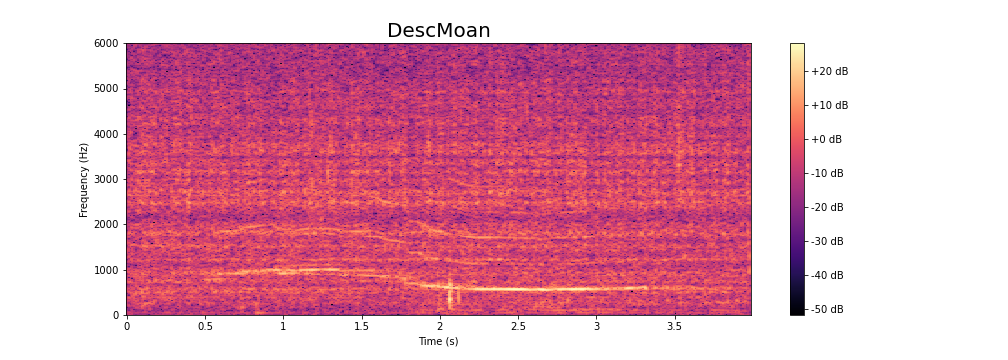 DescMoan
6000
5000
4000
3000
2000
1000
0
Frequency (Hz)
0 0.5 1 1.5 2 2.5 3 3.5
Time (s)
+20 dB
+10 dB
+0 dB
-10 dB
-20 dB
-30 dB
-40 dB
-50 dB